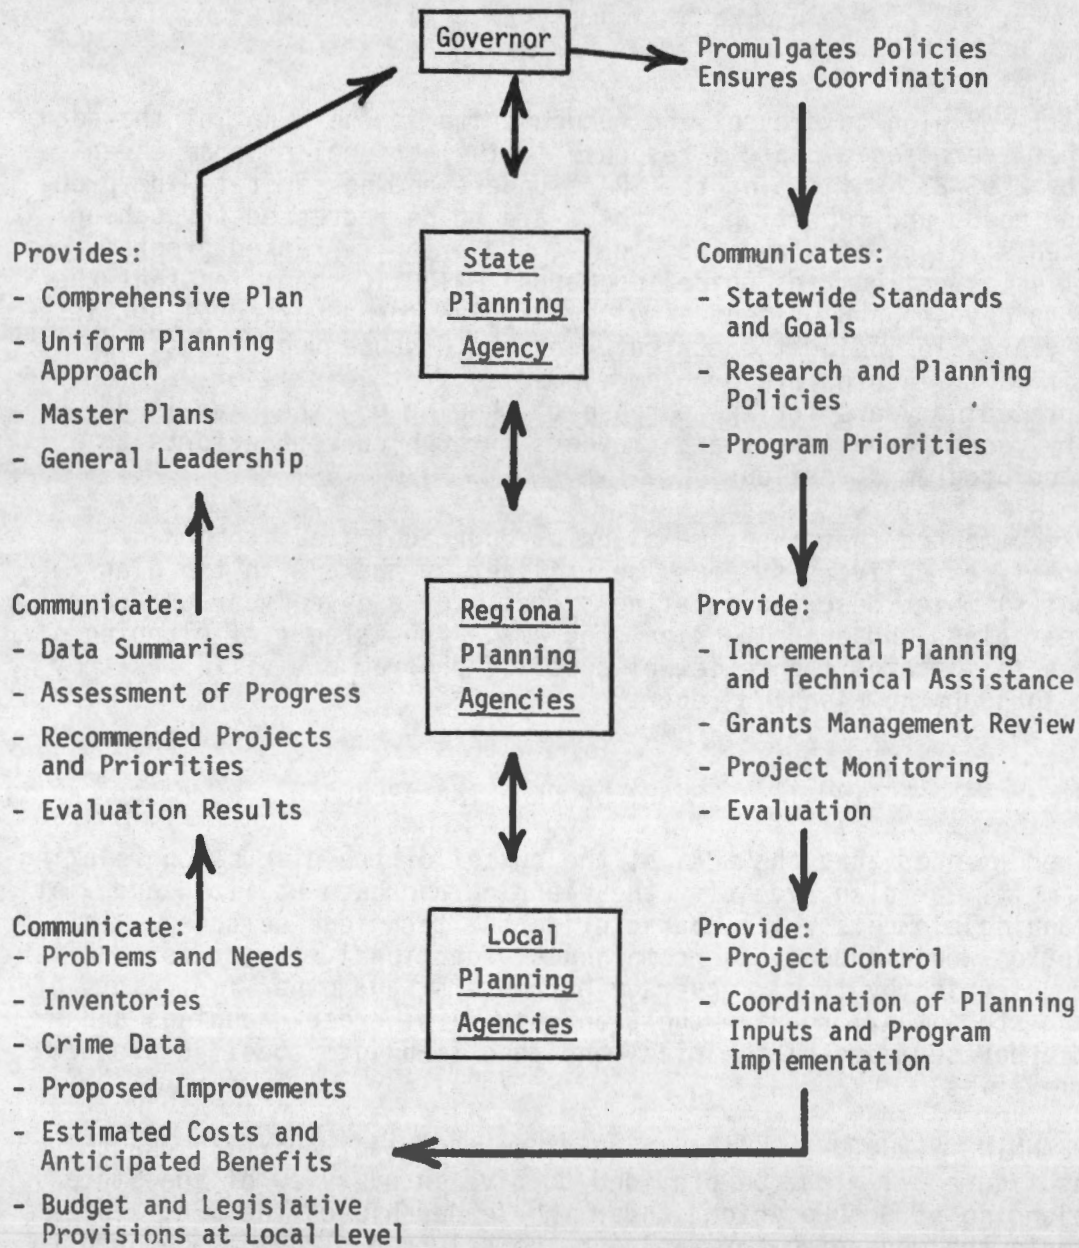 Governor
Promulgates Policies
Ensures Coordination
Provides:
- Comprehensive Plan
- Uniform Planning
Approach
- Master Plans
- General Leadership
State
Planning
Agency
Communicates:
- Statewide Standards
and Goals
- Research and Planning
Policies
- Program Priorities
Communicate:
- Data Summaries
- Assessment of Progress
- Recommended Projects
and Priorities
- Evaluation Results
Regional
Planning
Agencies
Provide:
- Incremental Planning
and Technical Assistance
- Grants Management Review
- Project Monitoring
- Evaluation
Communicate:
- Problems and Needs
- Inventories
- Crime Data
- Proposed Improvements
- Estimated Costs and
Anticipated Benefits
- Budget and Legislative
Provisions at Local Level
Local
Planning
Agencies
Provide:
- Project Control
- Coordination of Planning
Inputs and Program
Implementation